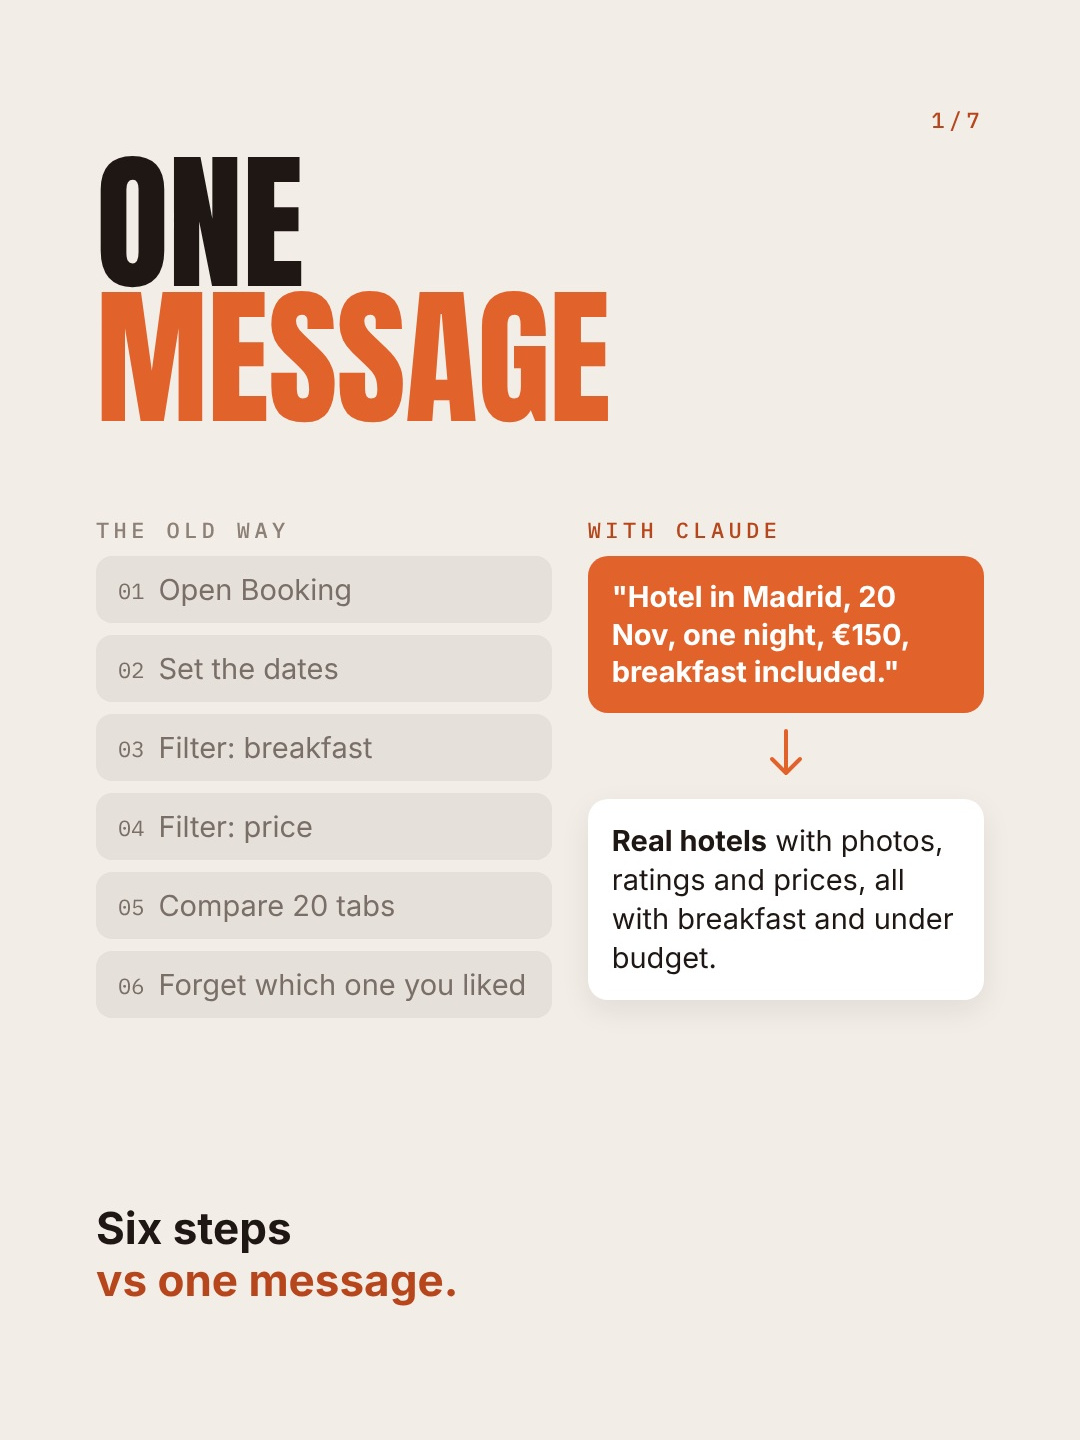 1/7
ONE
MESSAGE
THE OLD WAY
01 Open Booking
02 Set the dates
03 Filter: breakfast
04 Filter: price
05 Compare 20 tabs
06 Forget which one you liked
WITH CLAUDE
"Hotel in Madrid, 20
Nov, one night, €150,
breakfast included."
Real hotels with photos,
ratings and prices, all
with breakfast and under
budget.
Six steps
vs one message.